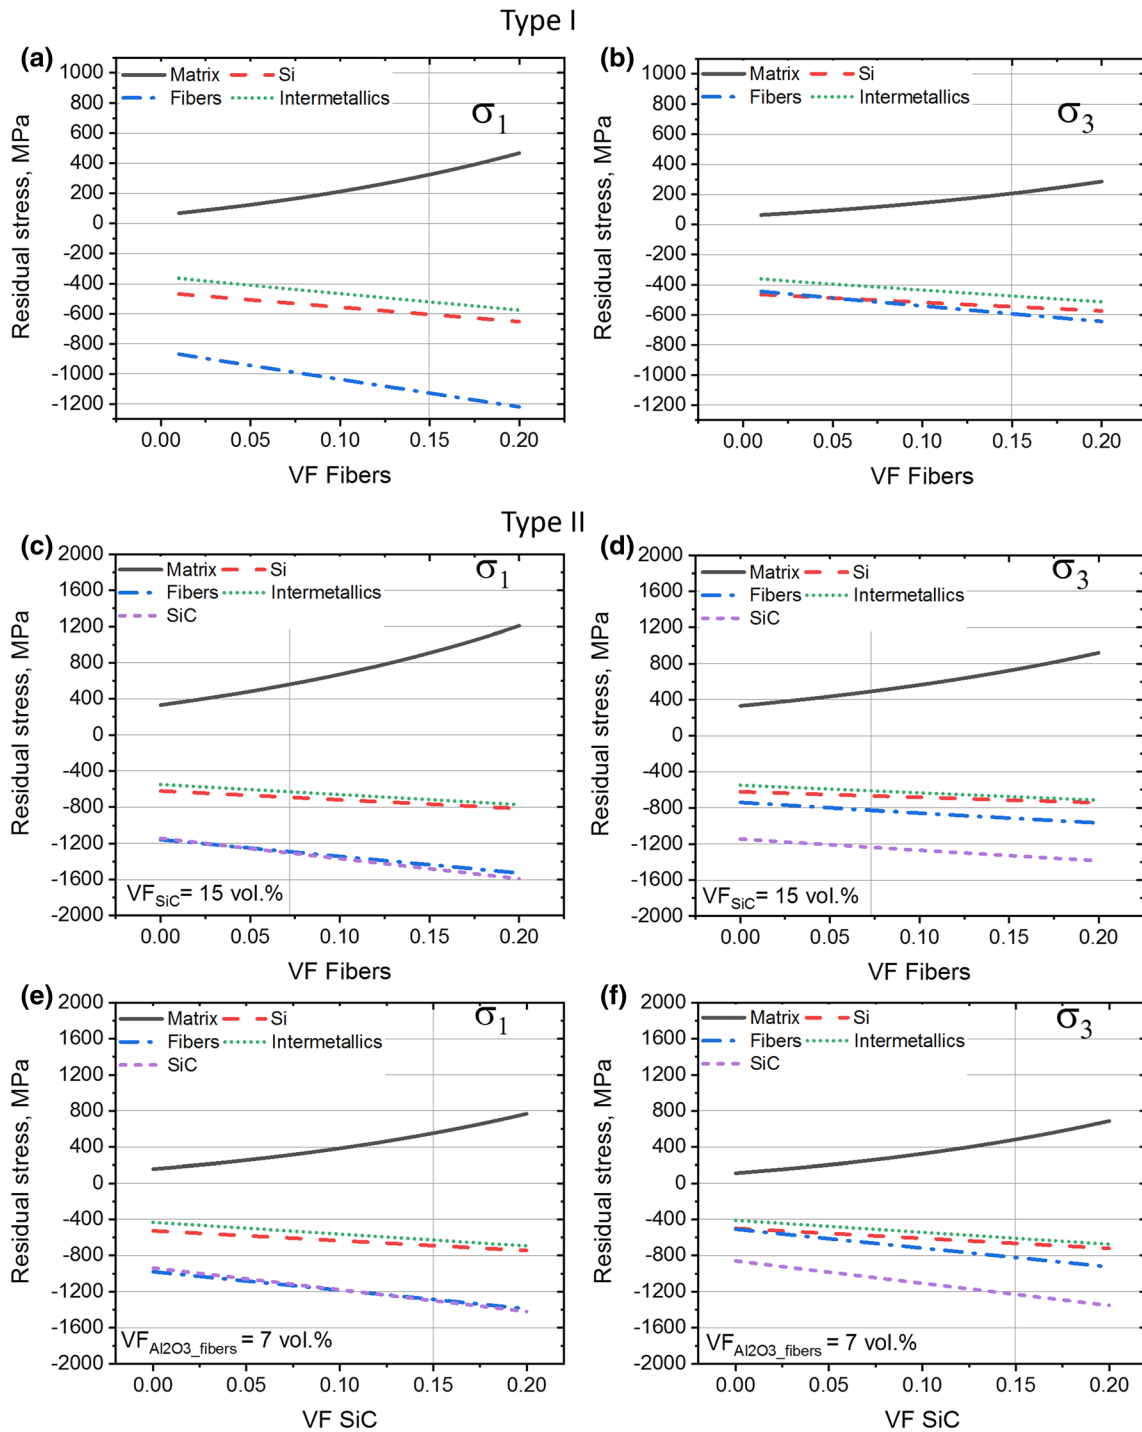 Type I
(a)
Residual stress, MPa
1000
800
600
400
200
0
-200
-400
-600
-800
-1000
-1200
Matrix Si
Fibers Intermetallics
σ1
0.00 0.05 0.10 0.15 0.20
VF Fibers
(b)
Residual stress, MPa
1000
800
600
400
200
0
-200
-400
-600
-800
-1000
-1200
Matrix Si
Fibers Intermetallics
σ3
0.00 0.05 0.10 0.15 0.20
VF Fibers
Type II
(c)
Residual stress, MPa
2000
1600
1200
800
400
0
-400
-800
-1200
-1600
-2000
Matrix Si
Fibers Intermetallics
SiC
σ1
VFSiC= 15 vol.%
0.00 0.05 0.10 0.15 0.20
VF Fibers
(d)
Residual stress, MPa
2000
1600
1200
800
400
0
-400
-800
-1200
-1600
-2000
Matrix Si
Fibers Intermetallics
SiC
σ3
VFSiC= 15 vol.%
0.00 0.05 0.10 0.15 0.20
VF Fibers
(e)
Residual stress, MPa
2000
1600
1200
800
400
0
-400
-800
-1200
-1600
-2000
Matrix Si
Fibers Intermetallics
SiC
σ1
VFAl2O3_fibers = 7 vol.%
0.00 0.05 0.10 0.15 0.20
VF SiC
(f)
Residual stress, MPa
2000
1600
1200
800
400
0
-400
-800
-1200
-1600
-2000
Matrix Si
Fibers Intermetallics
SiC
σ3
VFAl2O3_fibers = 7 vol.%
0.00 0.05 0.10 0.15 0.20
VF SiC